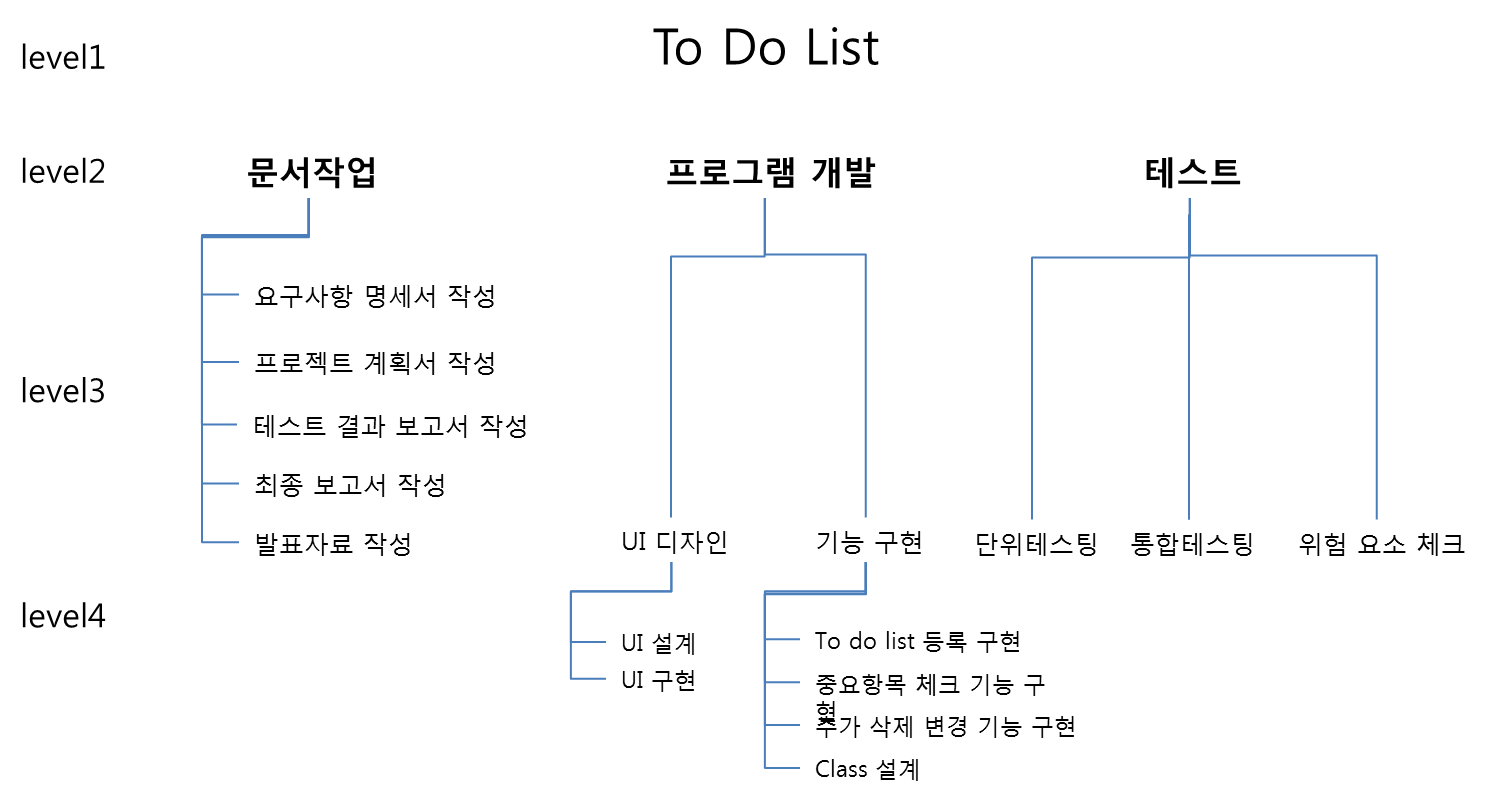 level1
To Do List
level2
문서작업
프로그램 개발
테스트
level3
요구사항 명세서 작성
프로젝트 계획서 작성
테스트 결과 보고서 작성
최종 보고서 작성
발표자료 작성
UI 디자인
기능 구현
단위테스팅
통합테스팅
위험 요소 체크
level4
UI 설계
UI 구현
To do list 등록 구현
중요항목 체크 기능 구
현
추가 삭제 변경 기능 구현
Class 설계